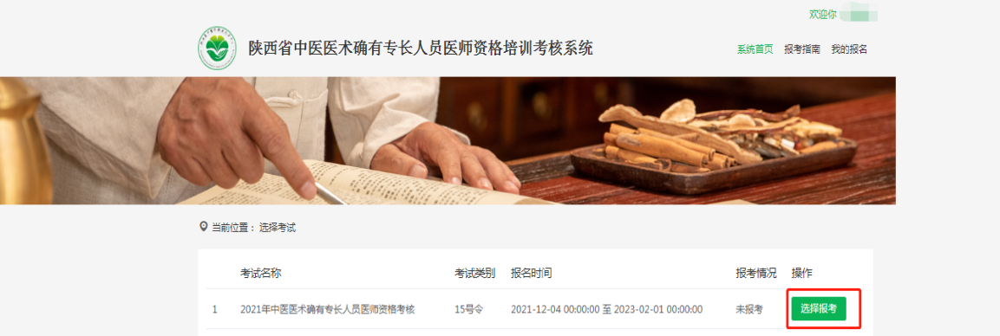 欢迎你
陕西省中医医术确有专长人员医师资格培训考核系统
系统首页 报考指南 我的报名
当前位置： 选择考试
考试名称 考试类别 报名时间 报考情况 操作
1 2021年中医医术确有专长人员医师资格考核 15号令 2021-12-04 00:00:00 至 2023-02-01 00:00:00 未报考 选择报考